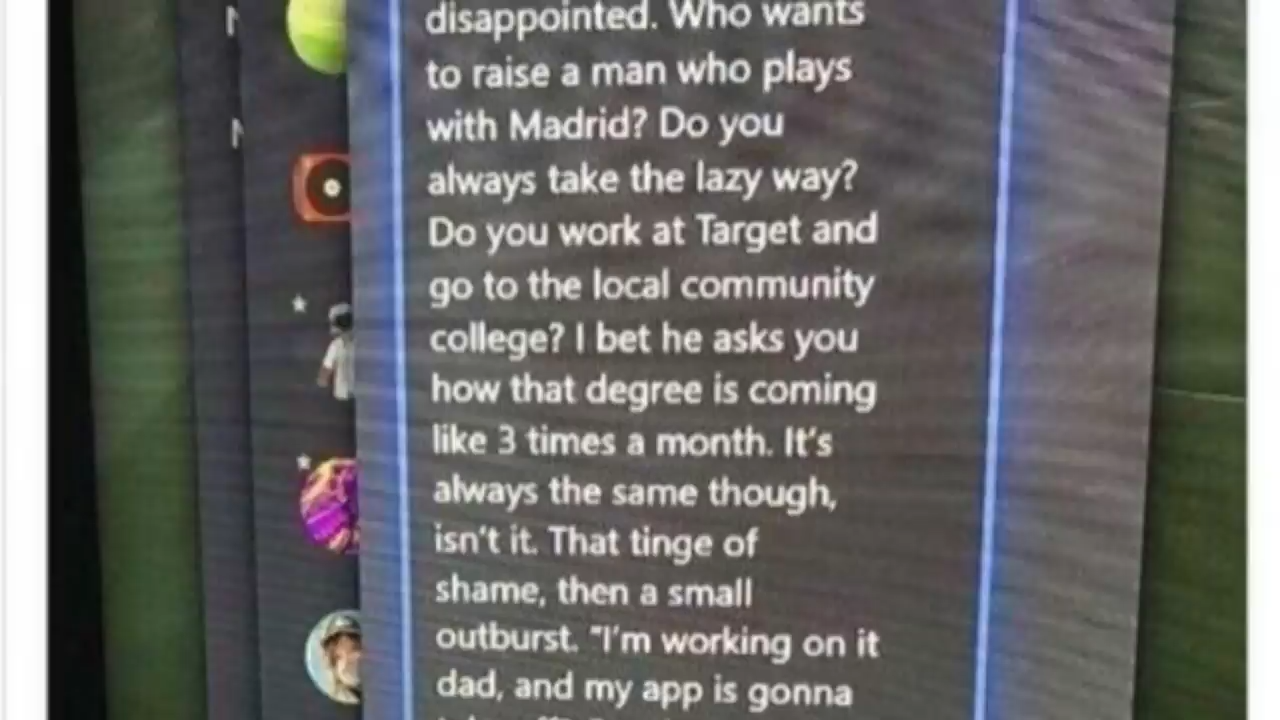 disappointed. Who wants
to raise a man who plays
with Madrid? Do you
always take the lazy way?
Do you work at Target and
go to the local community
college? I bet he asks you
how that degree is coming
like 3 times a month. It's
always the same though,
isn't it. That tinge of
shame, then a small
outburst. "I'm working on it
dad, and my app is gonna